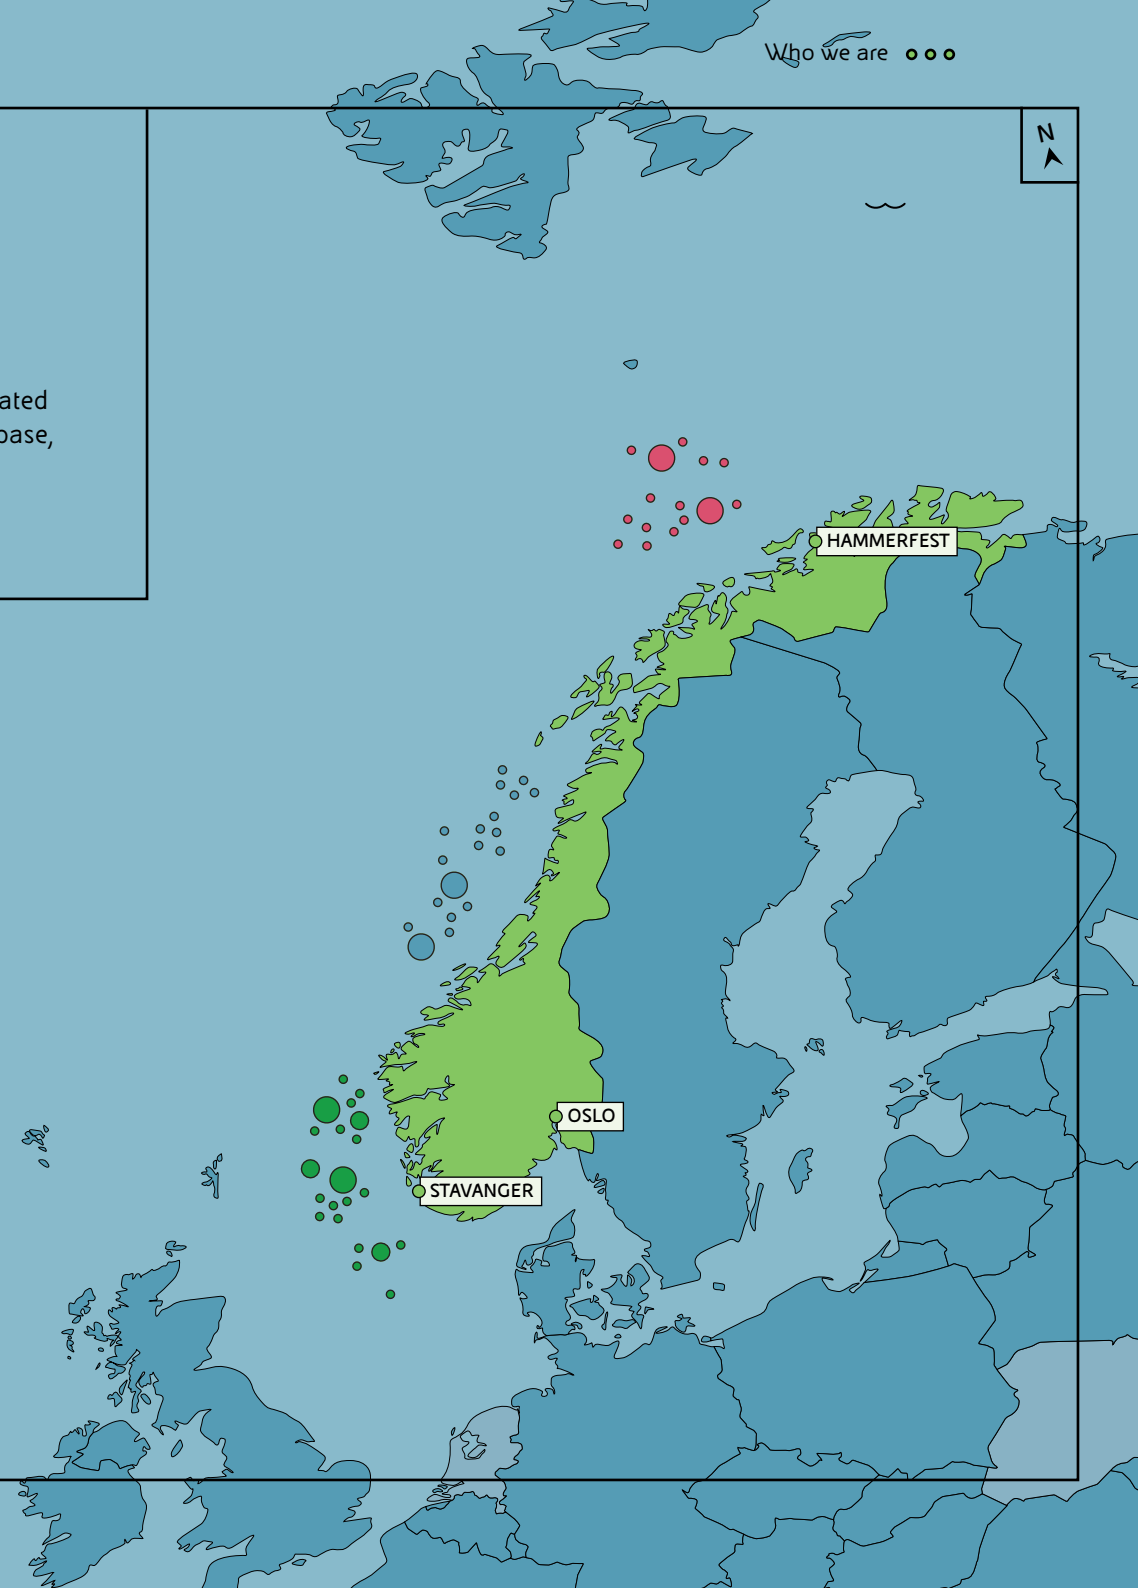 Who we are
N
ated
base,
HAMMERFEST
OSLO
STAVANGER